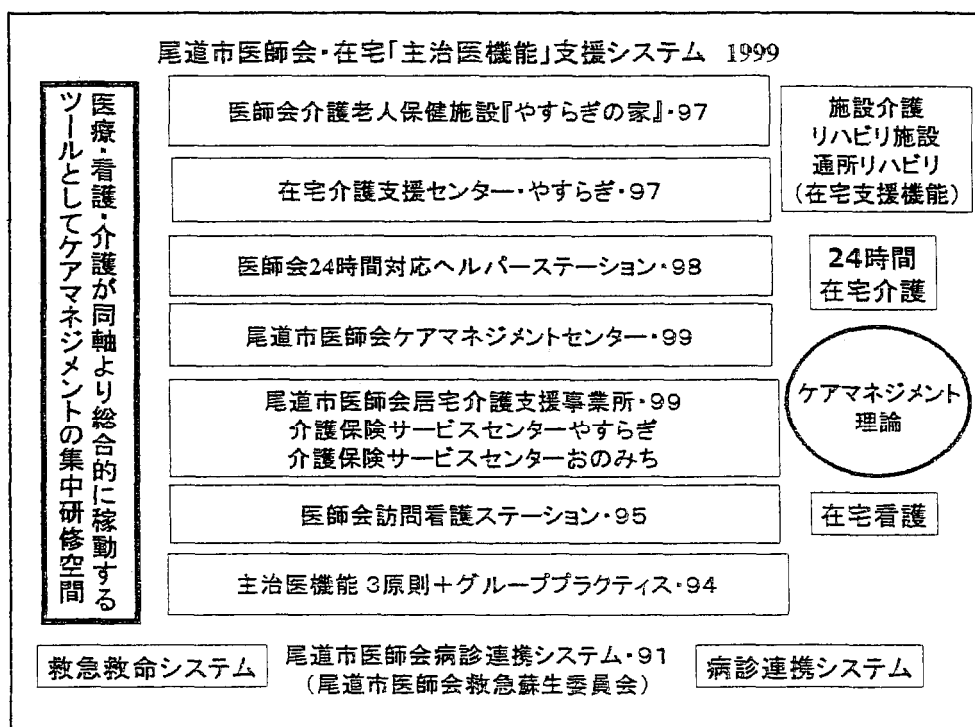 尾道市医師会・在宅「主治医機能」支援システム 1999
医療・看護・介護が同軸より総合的に稼動する
ツールとしてケアマネジメントの集中研修空間
医師会介護老人保健施設『やすらぎの家』・97
在宅介護支援センター・やすらぎ・97
施設介護
リハビリ施設
通所リハビリ
(在宅支援機能)
医師会24時間対応ヘルパーステーション・98
24時間
在宅介護
尾道市医師会ケアマネジメントセンター・99
尾道市医師会居宅介護支援事業所・99
介護保険サービスセンターやすらぎ
介護保険サービスセンターおのみち
ケアマネジメント
理論
医師会訪問看護ステーション・95
在宅看護
主治医機能3原則+グループプラクティス・94
救急救命システム
尾道市医師会病診連携システム・91
(尾道市医師会救急蘇生委員会)
病診連携システム